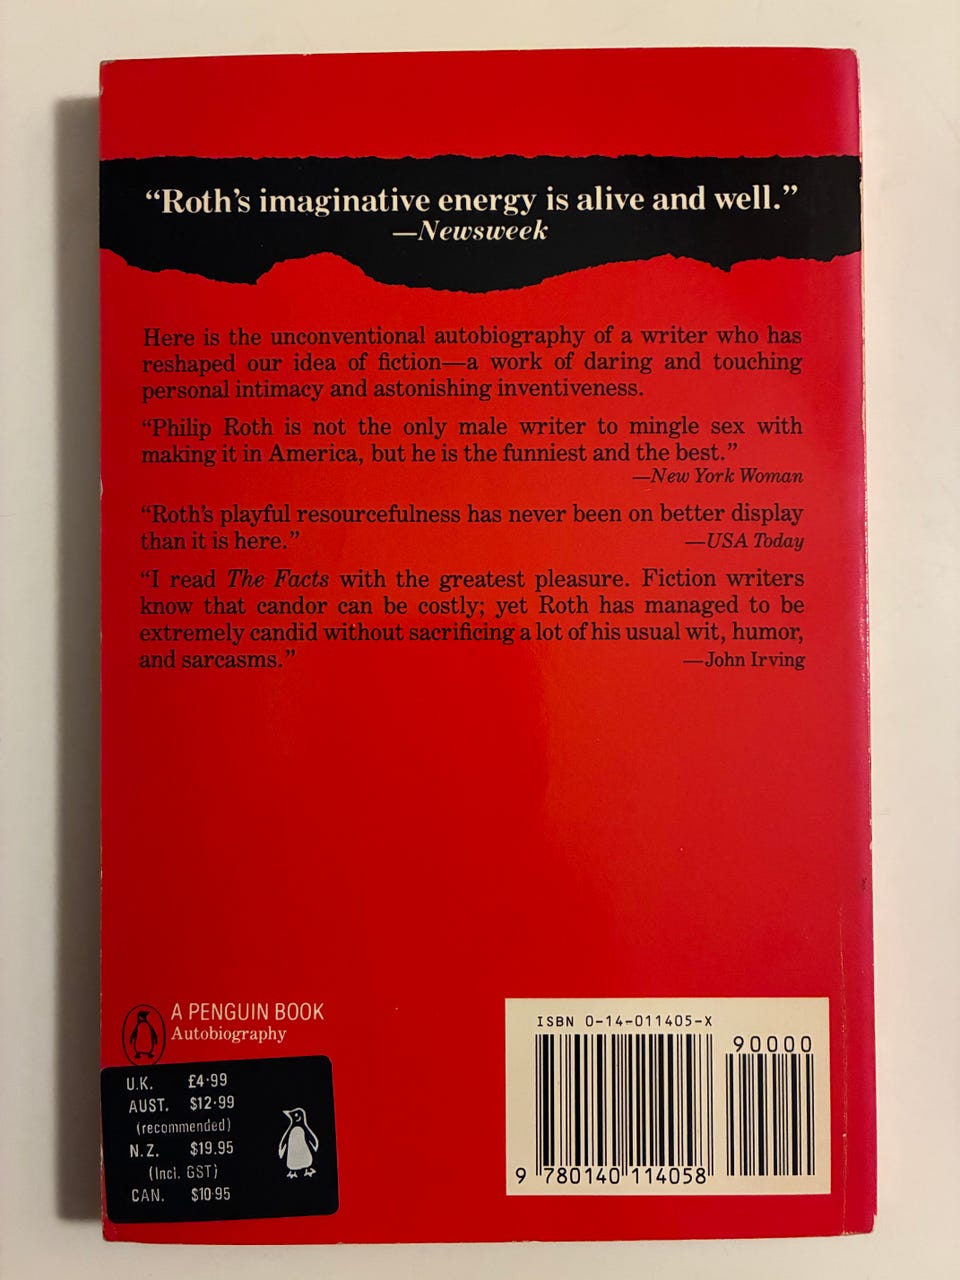 “Roth’s imaginative energy is alive and well.”
—Newsweek
Here is the unconventional autobiography of a writer who has
reshaped our idea of fiction—a work of daring and touching
personal intimacy and astonishing inventiveness.
“Philip Roth is not the only male writer to mingle sex with
making it in America, but he is the funniest and the best.”
—New York Woman
“Roth’s playful resourcefulness has never been on better display
than it is here.” —USA Today
“I read The Facts with the greatest pleasure. Fiction writers
know that candor can be costly; yet Roth has managed to be
extremely candid without sacrificing a lot of his usual wit, humor,
and sarcasms.” —John Irving
A PENGUIN BOOK
Autobiography
U.K. £4·99
AUST. $12·99
(recommended)
N.Z. $19.95
(Incl. GST)
CAN. $10·95
ISBN 0-14-011405-X
90000
9 780140 114058